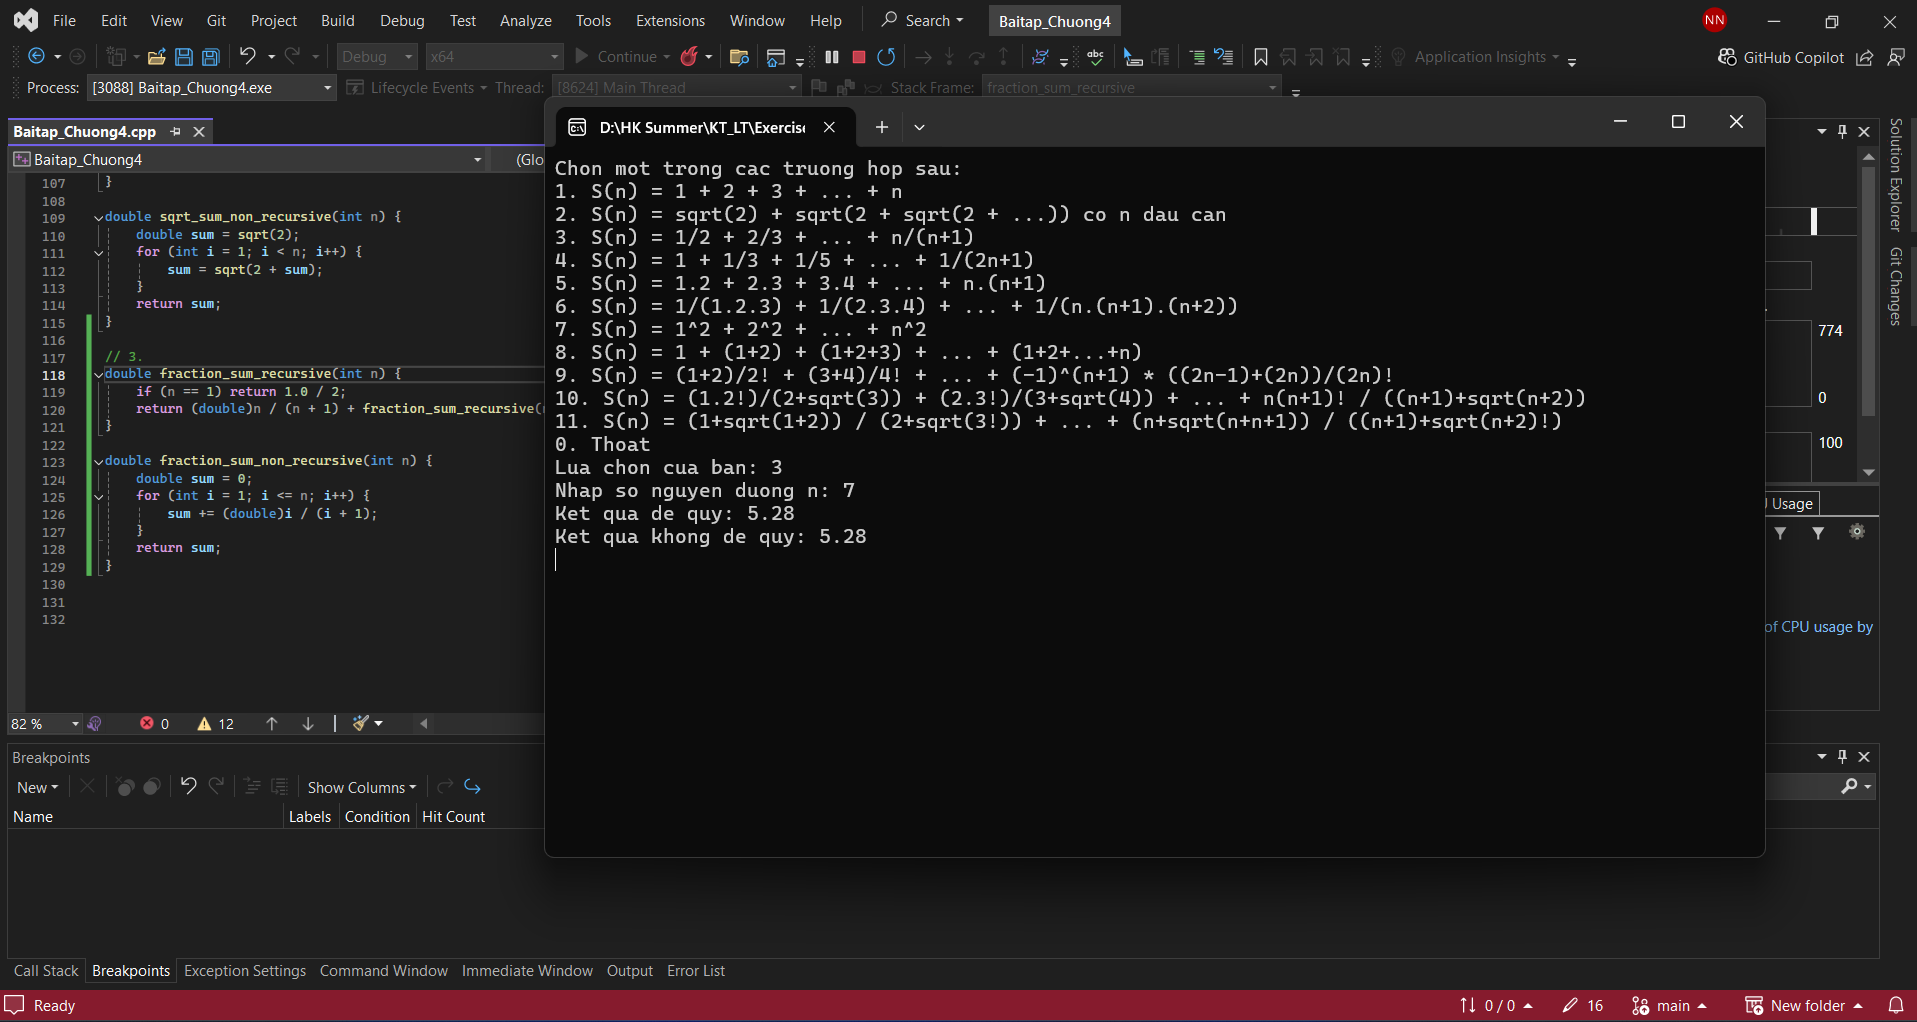 File Edit View Git Project Build Debug Test Analyze Tools Extensions Window Help Search Baitap_Chuong4 NN
Debug x64 Continue Application Insights GitHub Copilot
Process: [3088] Baitap_Chuong4.exe Lifecycle Events Thread: [8624] Main Thread Stack Frame: fraction_sum_recursive
Baitap_Chuong4.cpp
Baitap_Chuong4 (Glo
107 }
108
109 double sqrt_sum_non_recursive(int n) {
110 double sum = sqrt(2);
111 for (int i = 1; i < n; i++) {
112 sum = sqrt(2 + sum);
113 }
114 return sum;
115 }
116
117 // 3.
118 double fraction_sum_recursive(int n) {
119 if (n == 1) return 1.0 / 2;
120 return (double)n / (n + 1) + fraction_sum_recursive(
121 }
122
123 double fraction_sum_non_recursive(int n) {
124 double sum = 0;
125 for (int i = 1; i <= n; i++) {
126 sum += (double)i / (i + 1);
127 }
128 return sum;
129 }
130
131
132
82 % 0 12
D:\HK Summer\KT_LT\Exercise
Chon mot trong cac truong hop sau:
1. S(n) = 1 + 2 + 3 + ... + n
2. S(n) = sqrt(2) + sqrt(2 + sqrt(2 + ...)) co n dau can
3. S(n) = 1/2 + 2/3 + ... + n/(n+1)
4. S(n) = 1 + 1/3 + 1/5 + ... + 1/(2n+1)
5. S(n) = 1.2 + 2.3 + 3.4 + ... + n.(n+1)
6. S(n) = 1/(1.2.3) + 1/(2.3.4) + ... + 1/(n.(n+1).(n+2))
7. S(n) = 1^2 + 2^2 + ... + n^2
8. S(n) = 1 + (1+2) + (1+2+3) + ... + (1+2+...+n)
9. S(n) = (1+2)/2! + (3+4)/4! + ... + (-1)^(n+1) * ((2n-1)+(2n))/(2n)!
10. S(n) = (1.2!)/(2+sqrt(3)) + (2.3!)/(3+sqrt(4)) + ... + n(n+1)! / ((n+1)+sqrt(n+2))
11. S(n) = (1+sqrt(1+2)) / (2+sqrt(3!)) + ... + (n+sqrt(n+n+1)) / ((n+1)+sqrt(n+2)!)
0. Thoat
Lua chon cua ban: 3
Nhap so nguyen duong n: 7
Ket qua de quy: 5.28
Ket qua khong de quy: 5.28
Solution Explorer
Git Changes
774
0
100
Usage
of CPU usage by
Breakpoints
New Show Columns
Name Labels Condition Hit Count
Call Stack Breakpoints Exception Settings Command Window Immediate Window Output Error List
Ready 0 / 0 16 main New folder